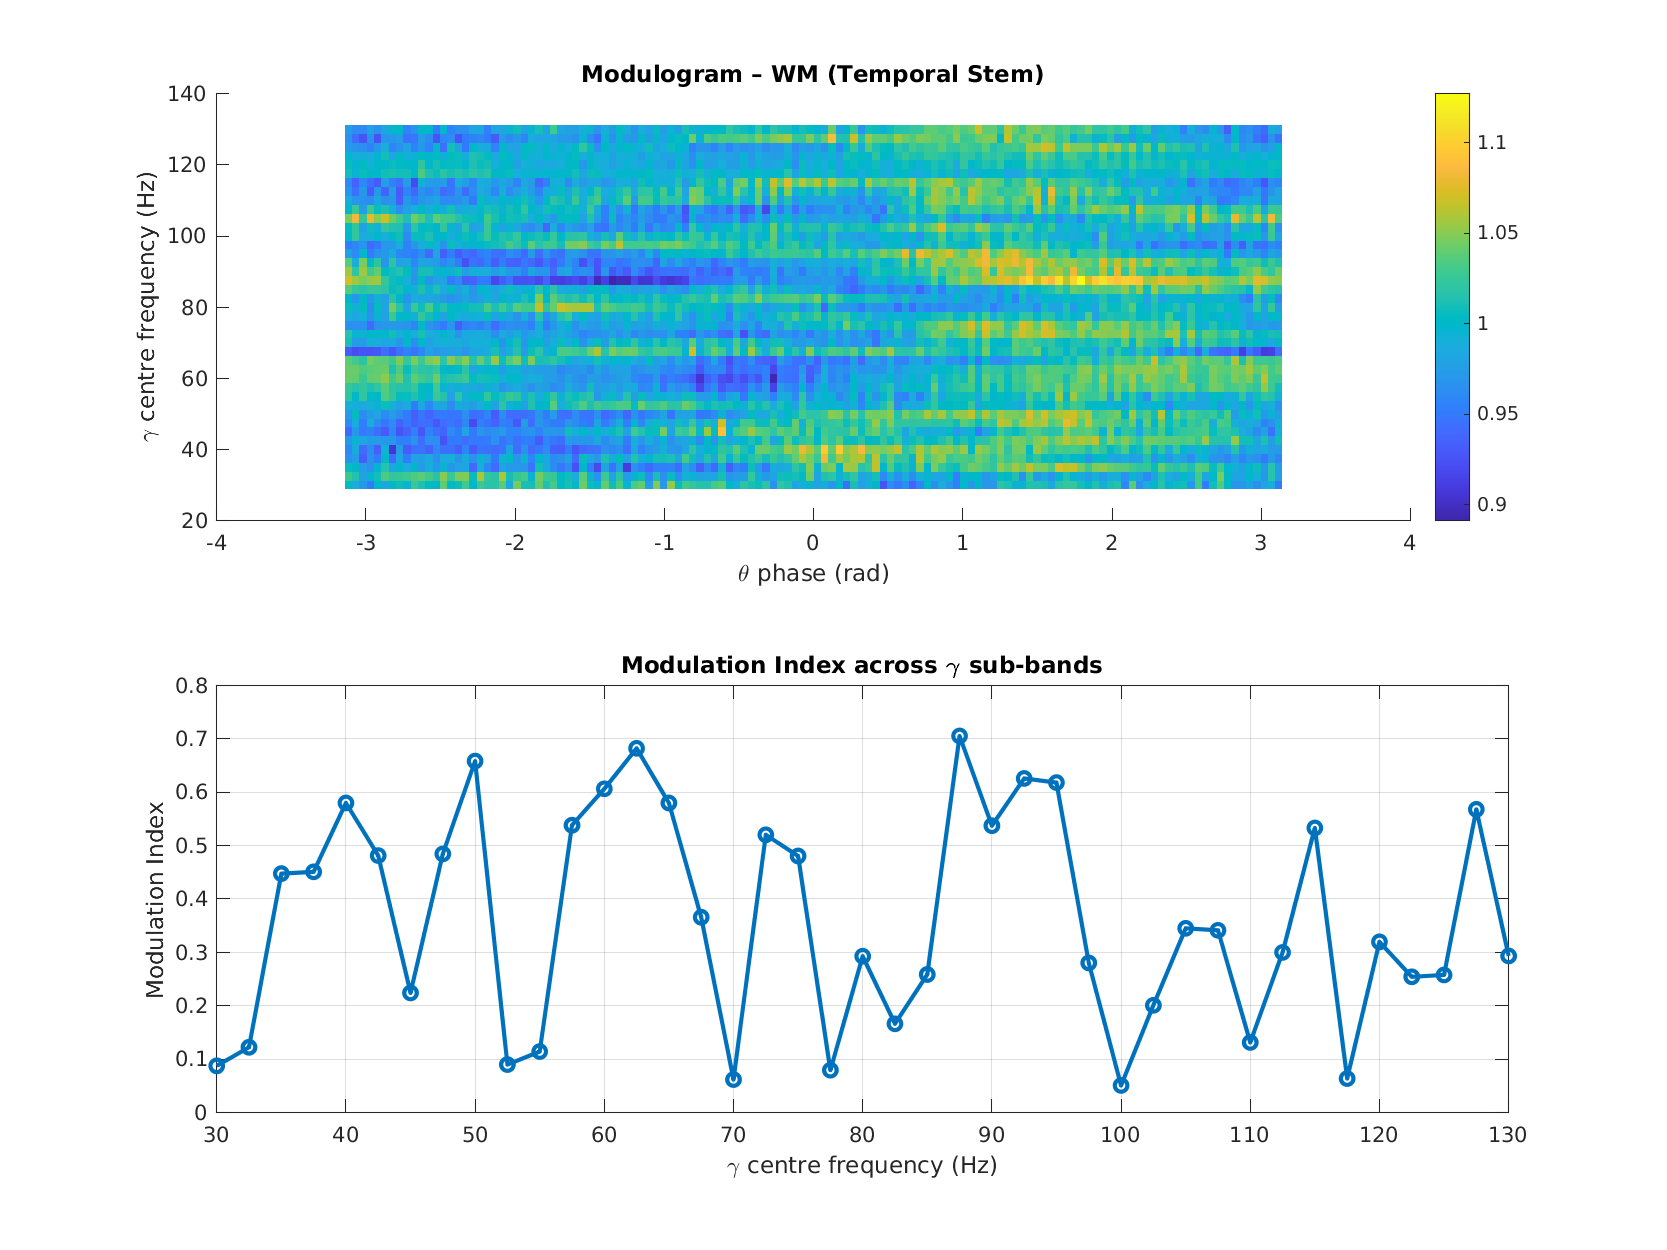 Modulogram – WM (Temporal Stem)
140
120
100
80
60
40
20
γ centre frequency (Hz)
-4 -3 -2 -1 0 1 2 3 4
θ phase (rad)
1.1
1.05
1
0.95
0.9
Modulation Index across γ sub-bands
0.8
0.7
0.6
0.5
0.4
0.3
0.2
0.1
0
Modulation Index
30 40 50 60 70 80 90 100 110 120 130
γ centre frequency (Hz)